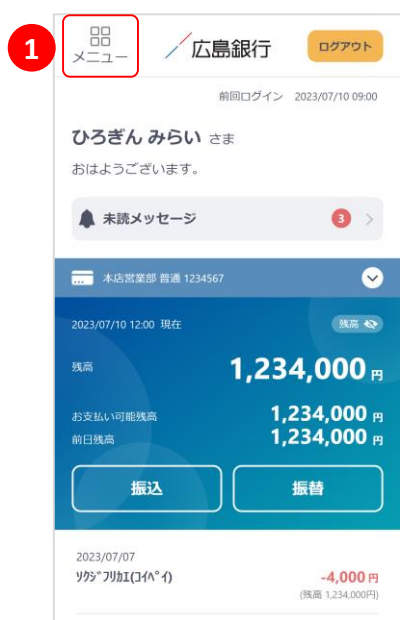 1
メニュー
広島銀行
ログアウト
前回ログイン 2023/07/10 09:00
ひろぎん みらい さま
おはようございます。
未読メッセージ 3
本店営業部 普通 1234567
2023/07/10 12:00 現在 残高
残高 1,234,000 円
お支払い可能残高 1,234,000 円
前日残高 1,234,000 円
振込 振替
2023/07/07
ｿｸｼﾞﾌﾘｶｴ(ｺｲﾍﾟｲ) -4,000 円
(残高 1,234,000円)